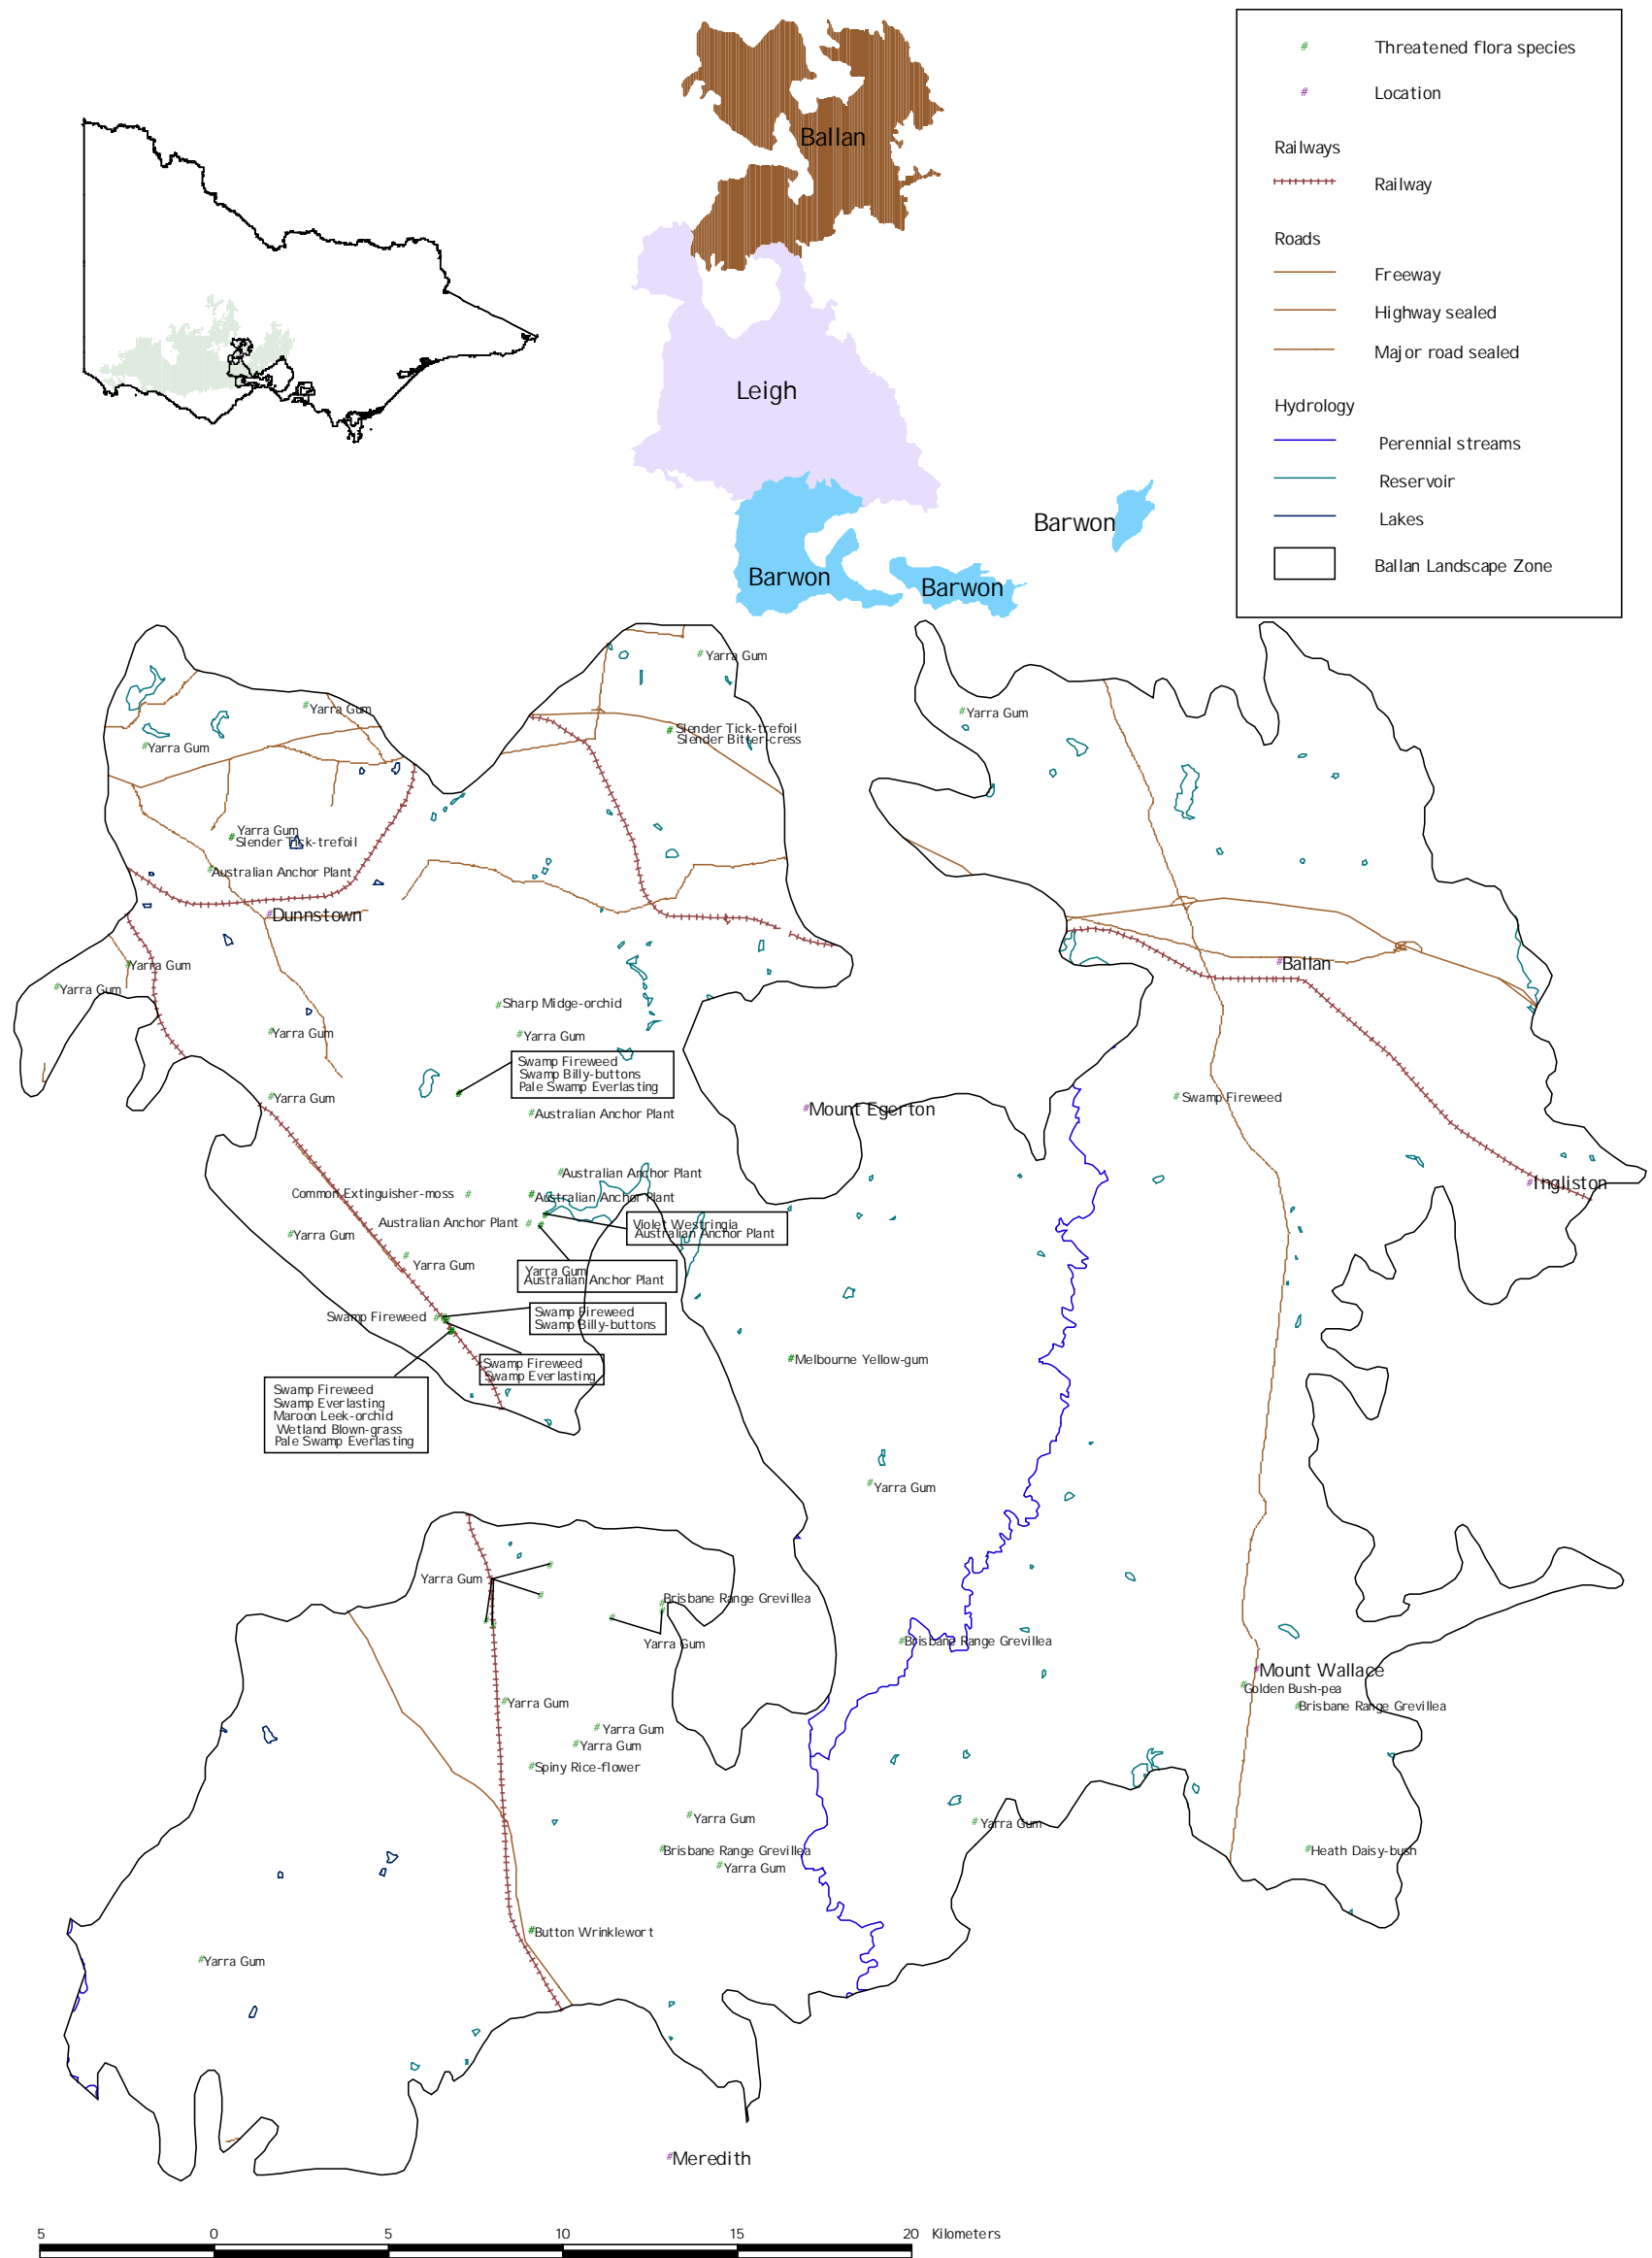 Ballan
Leigh
Barwon
Barwon
Barwon
Threatened flora species
Location
Railways
Railway
Roads
Freeway
Highway sealed
Major road sealed
Hydrology
Perennial streams
Reservoir
Lakes
Ballan Landscape Zone
Yarra Gum
Yarra Gum
Yarra Gum
Yarra Gum
Slender Tick-trefoil
Slender Bitter-cress
Yarra Gum
Slender Tick-trefoil
Australian Anchor Plant
Dunnstown
Yarra Gum
Yarra Gum
Ballan
Sharp Midge-orchid
Yarra Gum
Yarra Gum
Swamp Fireweed
Swamp Billy-buttons
Pale Swamp Everlasting
Yarra Gum
Swamp Fireweed
Australian Anchor Plant
Mount Egerton
Australian Anchor Plant
Ingliston
Common Extinguisher-moss
Australian Anchor Plant
Australian Anchor Plant
Violet Westringia
Australian Anchor Plant
Yarra Gum
Yarra Gum
Yarra Gum
Australian Anchor Plant
Swamp Fireweed
Swamp Fireweed
Swamp Billy-buttons
Swamp Fireweed
Swamp Everlasting
Melbourne Yellow-gum
Swamp Fireweed
Swamp Everlasting
Maroon Leek-orchid
Wetland Blown-grass
Pale Swamp Everlasting
Yarra Gum
Yarra Gum
Brisbane Range Grevillea
Yarra Gum
Brisbane Range Grevillea
Mount Wallace
Golden Bush-pea
Brisbane Range Grevillea
Yarra Gum
Yarra Gum
Yarra Gum
Spiny Rice-flower
Yarra Gum
Yarra Gum
Brisbane Range Grevillea
Yarra Gum
Heath Daisy-bush
Button Wrinklewort
Yarra Gum
Meredith
5 0 5 10 15 20 Kilometers